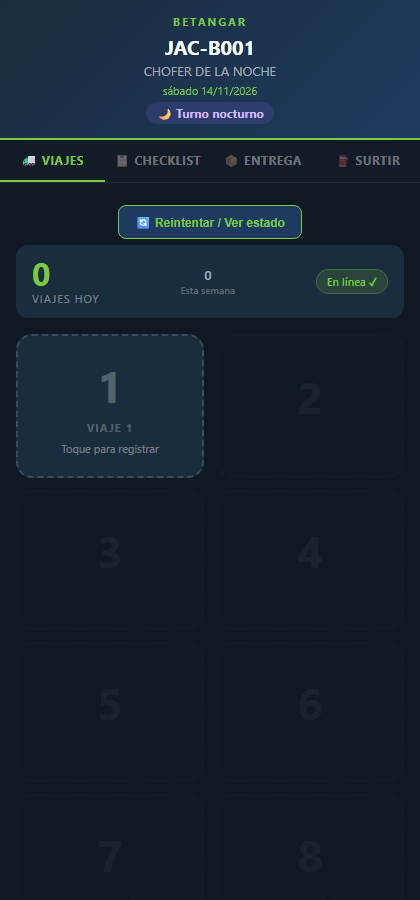 BETANGAR
JAC-B001
CHOFER DE LA NOCHE
sábado 14/11/2026
🌙 Turno nocturno
🚚 VIAJES
📋 CHECKLIST
📦 ENTREGA
⛽ SURTIR
🔄 Reintentar / Ver estado
0
VIAJES HOY
0
Esta semana
En línea ✓
1
VIAJE 1
Toque para registrar
2
3
4
5
6
7
8